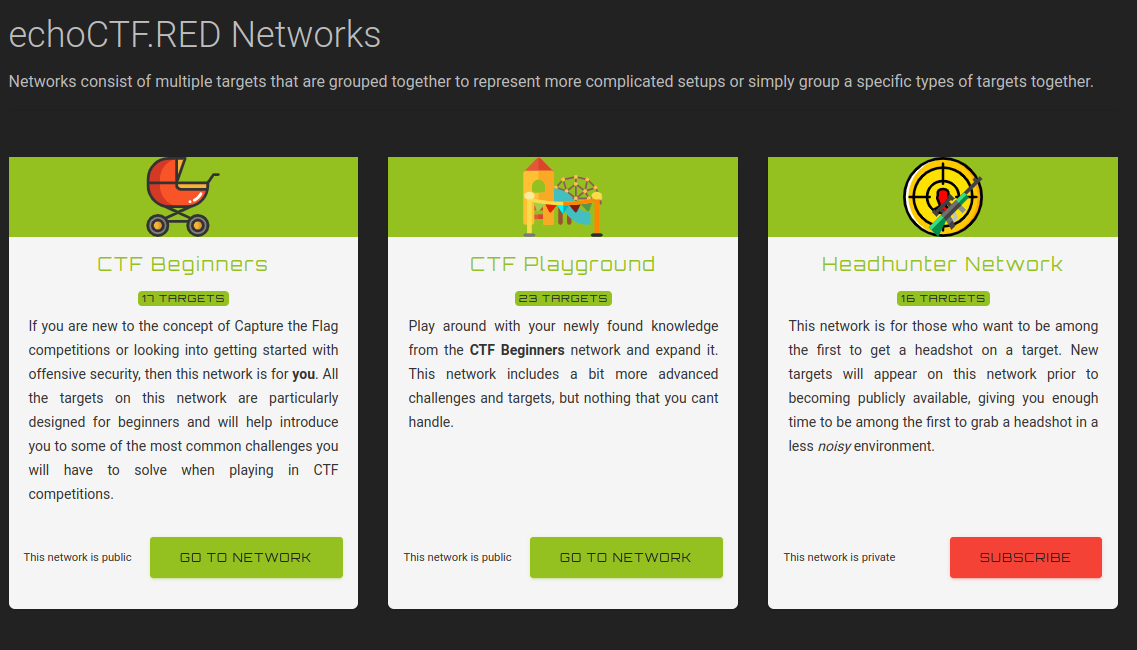 echoCTF.RED Networks
Networks consist of multiple targets that are grouped together to represent more complicated setups or simply group a specific types of targets together.
CTF Beginners
17 TARGETS
If you are new to the concept of Capture the Flag
competitions or looking into getting started with
offensive security, then this network is for you. All
the targets on this network are particularly
designed for beginners and will help introduce
you to some of the most common challenges you
will have to solve when playing in CTF
competitions.
This network is public
GO TO NETWORK
CTF Playground
23 TARGETS
Play around with your newly found knowledge
from the CTF Beginners network and expand it.
This network includes a bit more advanced
challenges and targets, but nothing that you cant
handle.
This network is public
GO TO NETWORK
Headhunter Network
16 TARGETS
This network is for those who want to be among
the first to get a headshot on a target. New
targets will appear on this network prior to
becoming publicly available, giving you enough
time to be among the first to grab a headshot in a
less noisy environment.
This network is private
SUBSCRIBE